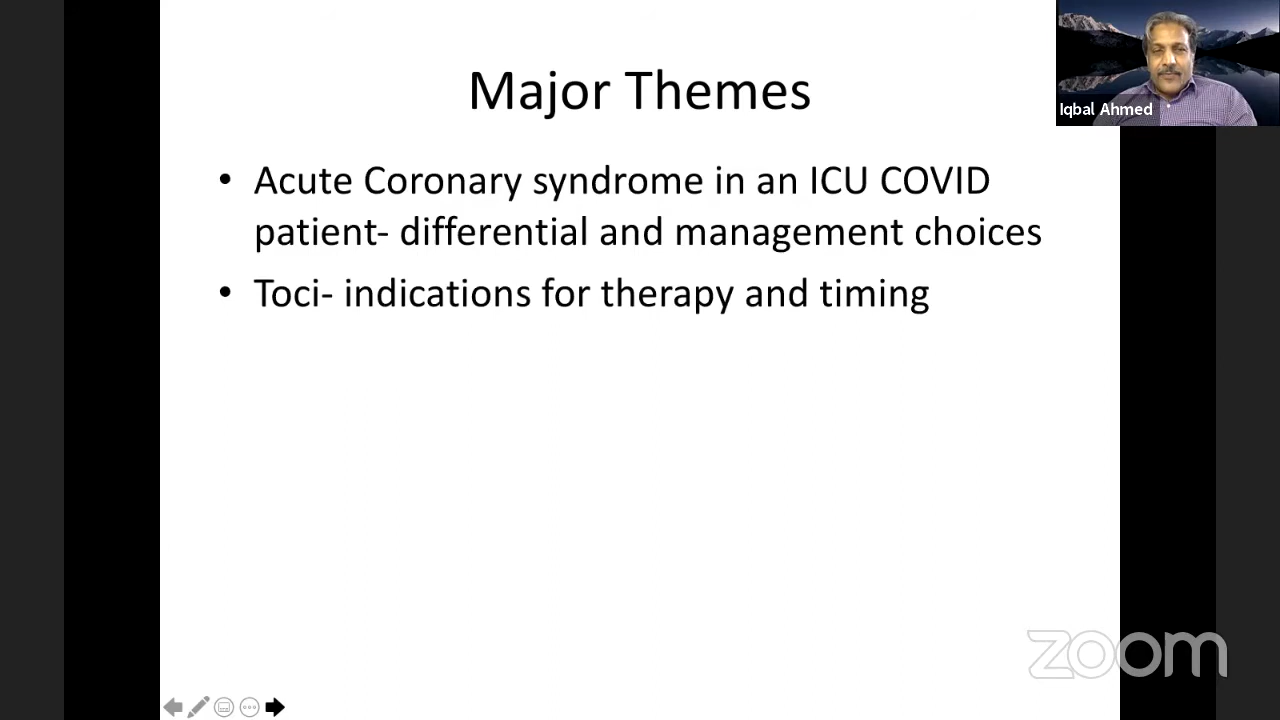 Major Themes
Iqbal Ahmed
• Acute Coronary syndrome in an ICU COVID
patient- differential and management choices
• Toci- indications for therapy and timing
zoom